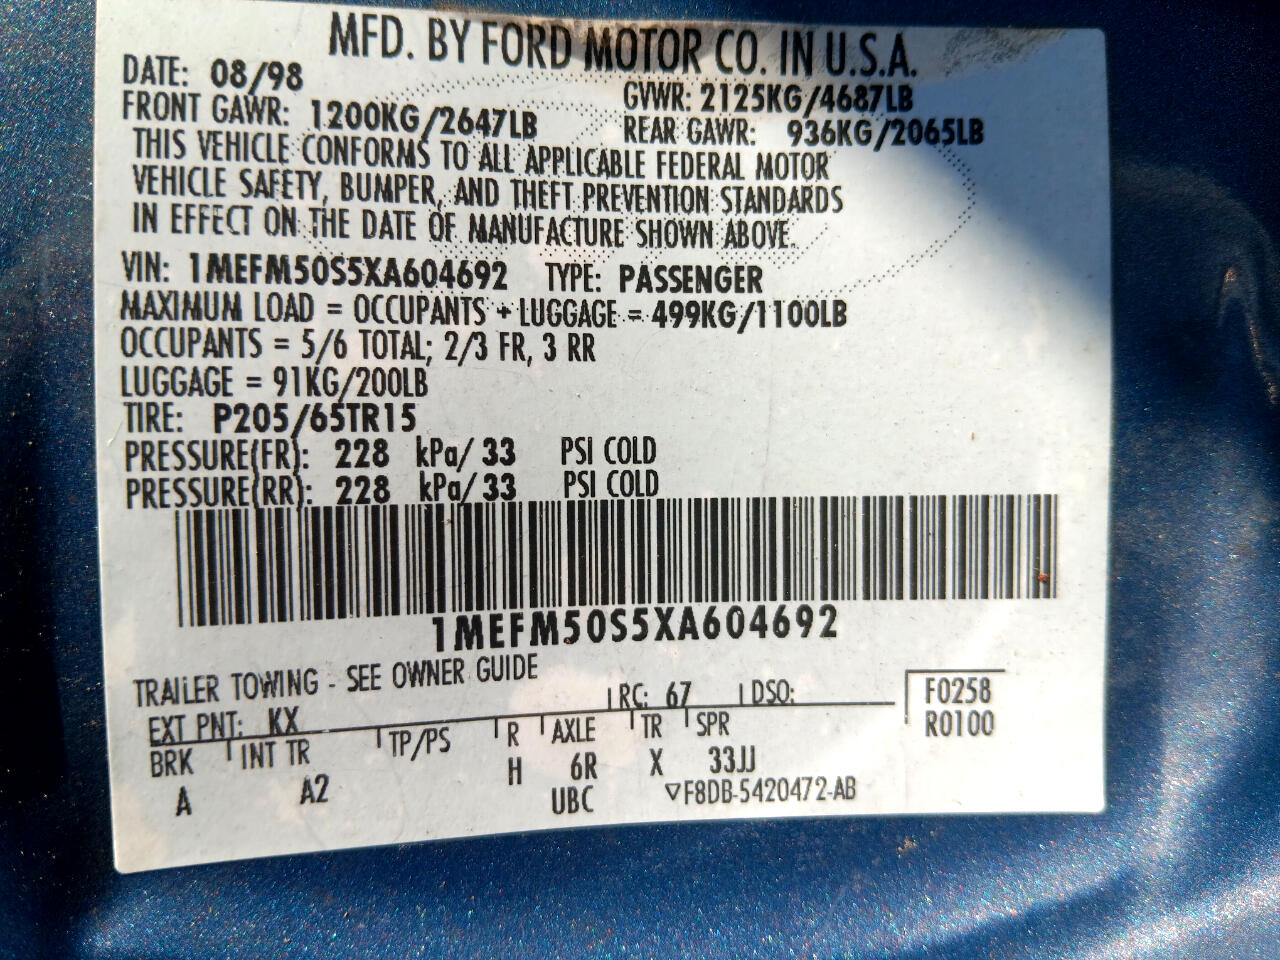 MFD. BY FORD MOTOR CO. IN U.S.A.
DATE: 08/98
GVWR: 2125KG/4687LB
FRONT GAWR: 1200KG/2647LB
REAR GAWR: 936KG/2065LB
THIS VEHICLE CONFORMS TO ALL APPLICABLE FEDERAL MOTOR
VEHICLE SAFETY, BUMPER, AND THEFT PREVENTION STANDARDS
IN EFFECT ON THE DATE OF MANUFACTURE SHOWN ABOVE.
VIN: 1MEFM50S5XA604692 TYPE: PASSENGER
MAXIMUM LOAD = OCCUPANTS + LUGGAGE = 499KG/1100LB
OCCUPANTS = 5/6 TOTAL; 2/3 FR, 3 RR
LUGGAGE = 91KG/200LB
TIRE: P205/65TR15
PRESSURE(FR): 228 kPa/ 33 PSI COLD
PRESSURE(RR): 228 kPa/ 33 PSI COLD
1MEFM50S5XA604692
TRAILER TOWING - SEE OWNER GUIDE
EXT PNT: KX RC: 67 DSO:
F0258
R0100
BRK INT TR TP/PS R AXLE TR SPR
A A2 H 6R X 33JJ
UBC
▽F8DB-5420472-AB